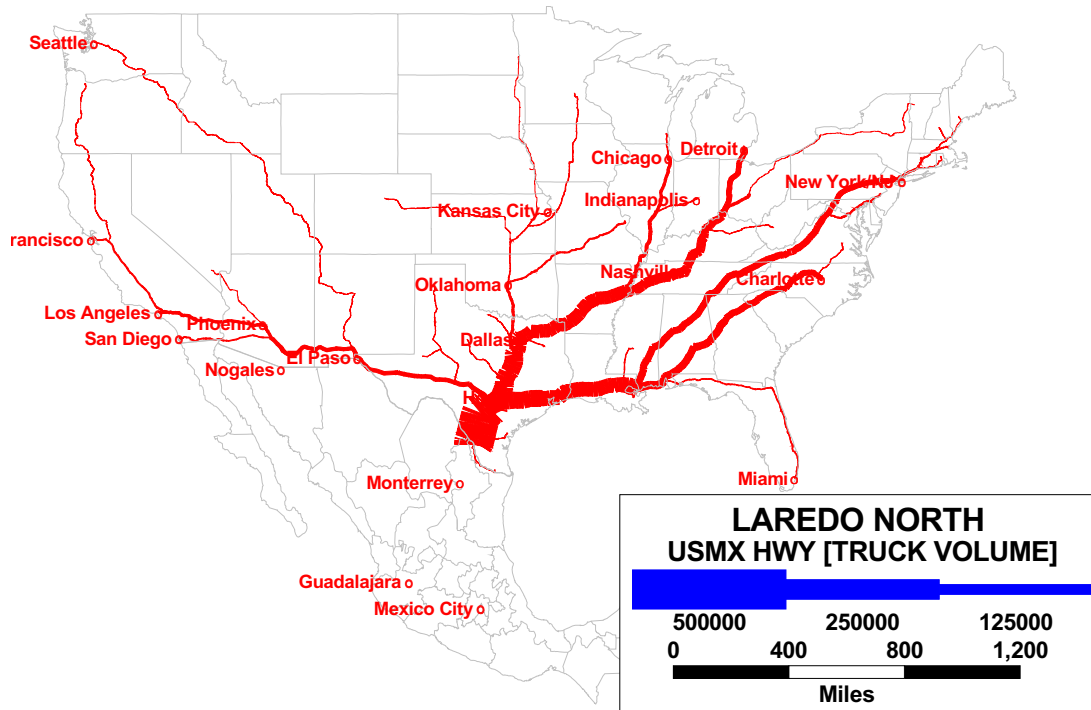 Seattle
Detroit
Chicago
New York/NJ
Indianapolis
Kansas City
rancisco
Nashvill
Charlotte
Oklahoma
Los Angeles
Phoenix
San Diego
Dallas
El Paso
Nogales
H
Miami
Monterrey
LAREDO NORTH
USMX HWY [TRUCK VOLUME]
500000 250000 125000
0 400 800 1,200
Miles
Guadalajara
Mexico City